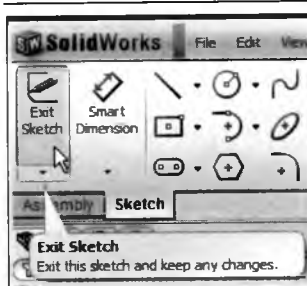 SW SolidWorks File Edit View
Exit
Sketch
Smart
Dimension
Assembly Sketch
Exit Sketch
Exit this sketch and keep any changes.